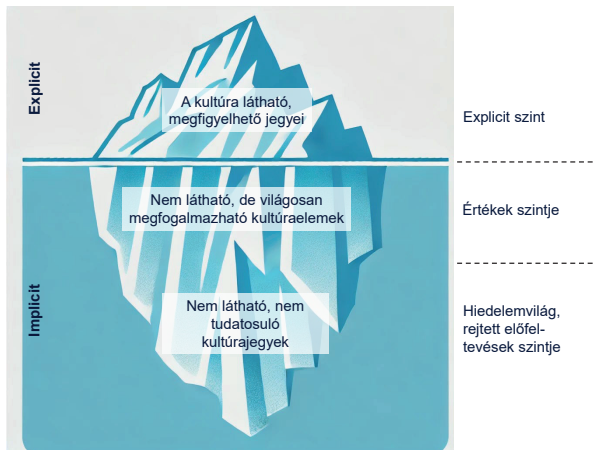 Explicit
A kultúra látható,
megfigyelhető jegyei
Explicit szint
Nem látható, de világosan
megfogalmazható kultúraelemek
Értékek szintje
Implicit
Nem látható, nem
tudatosuló
kultúrajegyek
Hiedelemvilág,
rejtett előfel-
tevések szintje